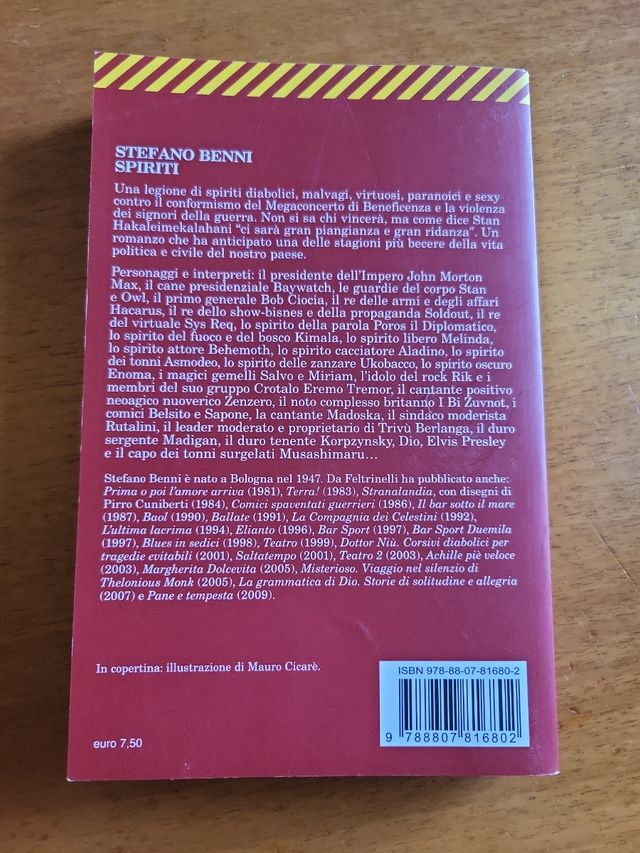 STEFANO BENNI
SPIRITI
Una legione di spiriti diabolici, malvagi, virtuosi, paranoici e sexy
contro il conformismo del Megaconcerto di Beneficenza e la violenza
dei signori della guerra. Non si sa chi vincerà, ma come dice Stan
Hakaleimekalahani “ci sarà gran piangianza e gran ridanza”. Un
romanzo che ha anticipato una delle stagioni più becere della vita
politica e civile del nostro paese.
Personaggi e interpreti: il presidente dell'Impero John Morton
Max, il cane presidenziale Baywatch, le guardie del corpo Stan
e Owl, il primo generale Bob Ciocia, il re delle armi e degli affari
Hacarus, il re dello show-bisnes e della propaganda Soldout, il re
del virtuale Sys Req, lo spirito della parola Poros il Diplomatico,
lo spirito del fuoco e del bosco Kimala, lo spirito libero Melinda,
lo spirito attore Behemoth, lo spirito cacciatore Aladino, lo spirito
dei tonni Asmodeo, lo spirito delle zanzare Ukobacco, lo spirito oscuro
Enoma, i magici gemelli Salvo e Miriam, l'idolo del rock Rik e i
membri del suo gruppo Crotalo Eremo Tremor, il cantante positivo
neoagico nuoverico Zenzero, il noto complesso britanno I Bi Zuvnot, i
comici Belsito e Sapone, la cantante Madoska, il sindaco moderista
Rutalini, il leader moderato e proprietario di Trivù Berlanga, il duro
sergente Madigan, il duro tenente Korpzynsky, Dio, Elvis Presley
e il capo dei tonni surgelati Musashimaru…
Stefano Benni è nato a Bologna nel 1947. Da Feltrinelli ha pubblicato anche:
Prima o poi l'amore arriva (1981), Terra! (1983), Stranalandia, con disegni di
Pirro Cuniberti (1984), Comici spaventati guerrieri (1986), Il bar sotto il mare
(1987), Baol (1990), Ballate (1991), La Compagnia dei Celestini (1992),
L'ultima lacrima (1994), Elianto (1996), Bar Sport (1997), Bar Sport Duemila
(1997), Blues in sedici (1998), Teatro (1999), Dottor Niù. Corsivi diabolici per
tragedie evitabili (2001), Saltatempo (2001), Teatro 2 (2003), Achille piè veloce
(2003), Margherita Dolcevita (2005), Misterioso. Viaggio nel silenzio di
Thelonious Monk (2005), La grammatica di Dio. Storie di solitudine e allegria
(2007) e Pane e tempesta (2009).
In copertina: illustrazione di Mauro Cicarè.
ISBN 978-88-07-81680-2
9 788807 816802
euro 7,50